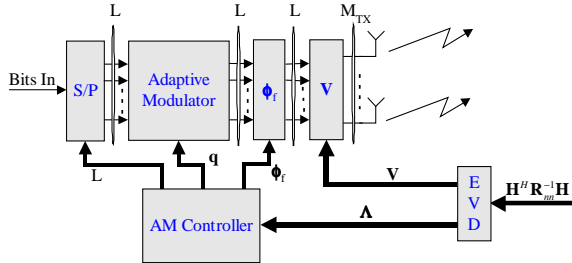 L L L M_TX
Bits In S/P Adaptive Modulator ϕ_f V
L q ϕ_f V E V D H^H R_nn^-1 H
AM Controller Λ